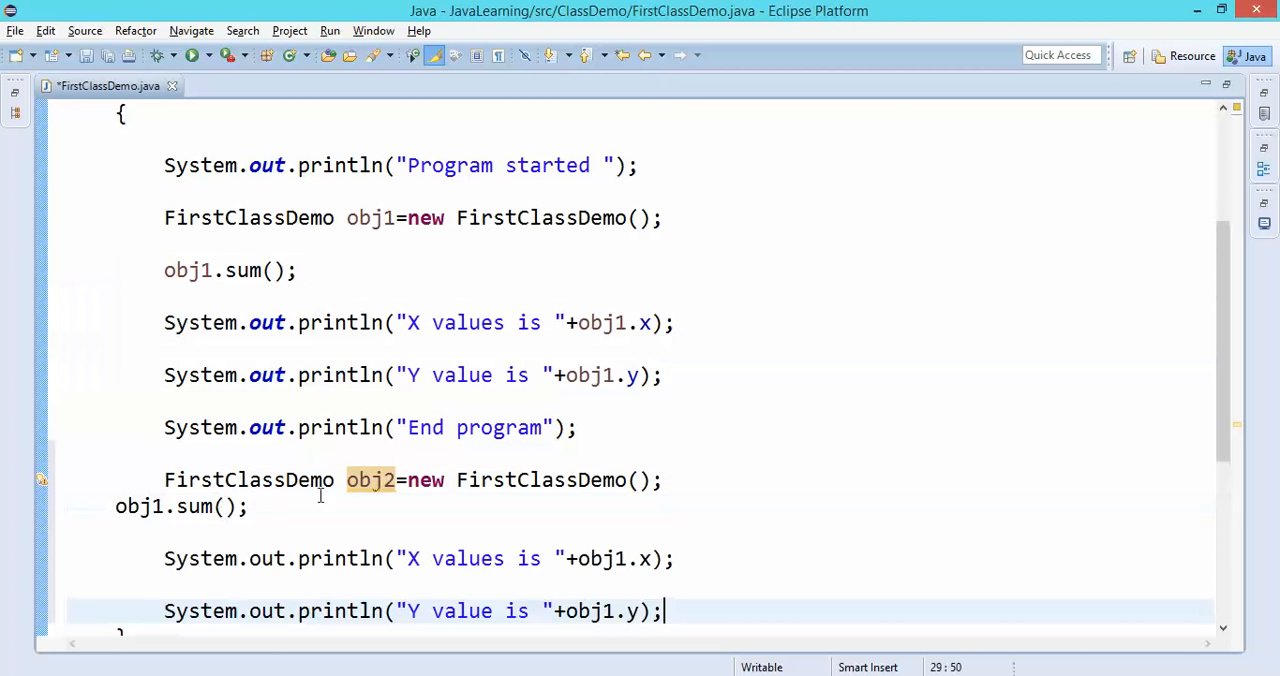 Java - JavaLearning/src/ClassDemo/FirstClassDemo.java - Eclipse Platform
File Edit Source Refactor Navigate Search Project Run Window Help
Quick Access Resource Java
*FirstClassDemo.java
{
System.out.println("Program started ");
FirstClassDemo obj1=new FirstClassDemo();
obj1.sum();
System.out.println("X values is "+obj1.x);
System.out.println("Y value is "+obj1.y);
System.out.println("End program");
FirstClassDemo obj2=new FirstClassDemo();
obj1.sum();
System.out.println("X values is "+obj1.x);
System.out.println("Y value is "+obj1.y);
}
Writable Smart Insert 29 : 50